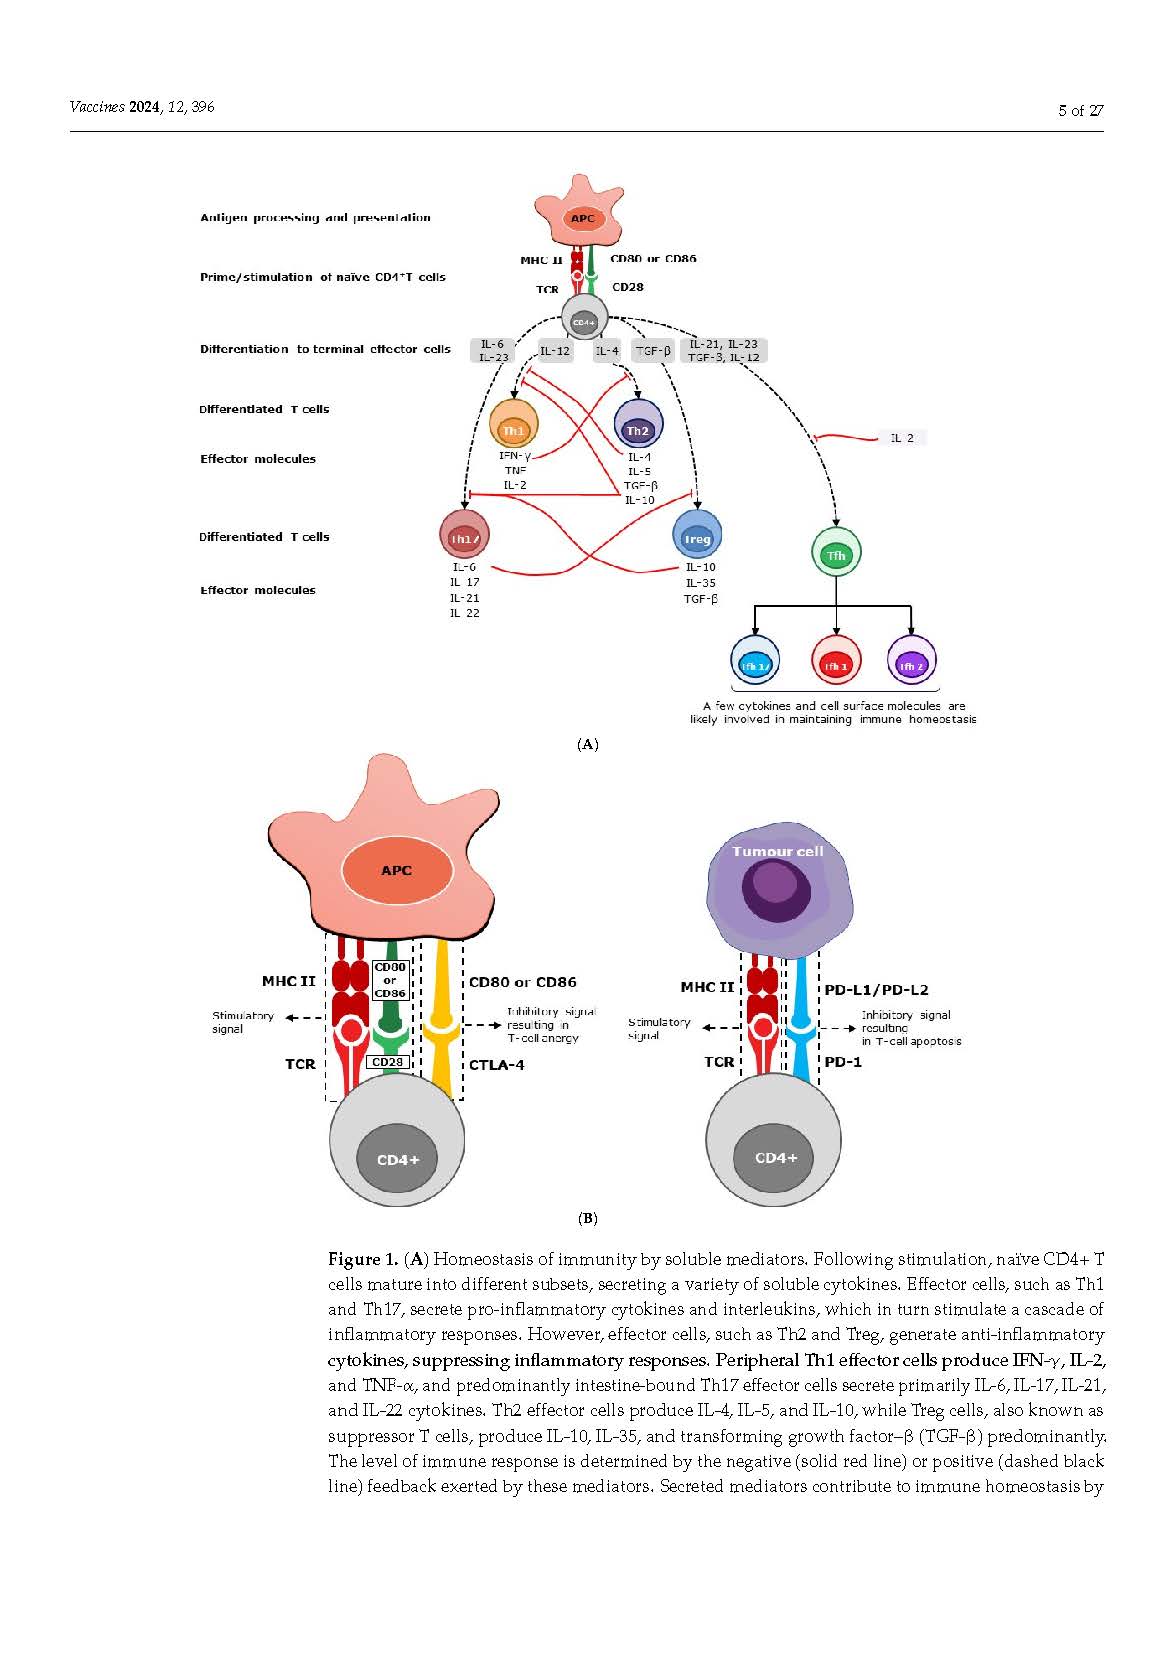 Vaccines 2024, 12, 396
5 of 27
Antigen processing and presentation
APC
MHC II
CD80 or CD86
Prime/stimulation of naïve CD4⁺T cells
TCR
CD28
CD4+
Differentiation to terminal effector cells
IL-6
IL-23
IL-12
IL-4
TGF-β
IL-21, IL-23
TGF-β, IL-12
Differentiated T cells
Th1
Th2
IL-2
Effector molecules
IFN-γ
TNF
IL-2
IL-4
IL-5
TGF-β
IL-10
Differentiated T cells
Th17
Treg
Tfh
Effector molecules
IL-6
IL-17
IL-21
IL-22
IL-10
IL-35
TGF-β
Tfh 17
Tfh 1
Tfh 2
A few cytokines and cell surface molecules are
likely involved in maintaining immune homeostasis
(A)
APC
Tumour cell
MHC II
CD80
or
CD86
CD80 or CD86
Stimulatory
signal
Inhibitory signal
resulting in
T-cell anergy
TCR
CD28
CTLA-4
CD4+
MHC II
PD-L1/PD-L2
Stimulatory
signal
Inhibitory signal
resulting
in T-cell apoptosis
TCR
PD-1
CD4+
(B)
Figure 1. (A) Homeostasis of immunity by soluble mediators. Following stimulation, naïve CD4+ T
cells mature into different subsets, secreting a variety of soluble cytokines. Effector cells, such as Th1
and Th17, secrete pro-inflammatory cytokines and interleukins, which in turn stimulate a cascade of
inflammatory responses. However, effector cells, such as Th2 and Treg, generate anti-inflammatory
cytokines, suppressing inflammatory responses. Peripheral Th1 effector cells produce IFN-γ, IL-2,
and TNF-α, and predominantly intestine-bound Th17 effector cells secrete primarily IL-6, IL-17, IL-21,
and IL-22 cytokines. Th2 effector cells produce IL-4, IL-5, and IL-10, while Treg cells, also known as
suppressor T cells, produce IL-10, IL-35, and transforming growth factor–β (TGF-β) predominantly.
The level of immune response is determined by the negative (solid red line) or positive (dashed black
line) feedback exerted by these mediators. Secreted mediators contribute to immune homeostasis by